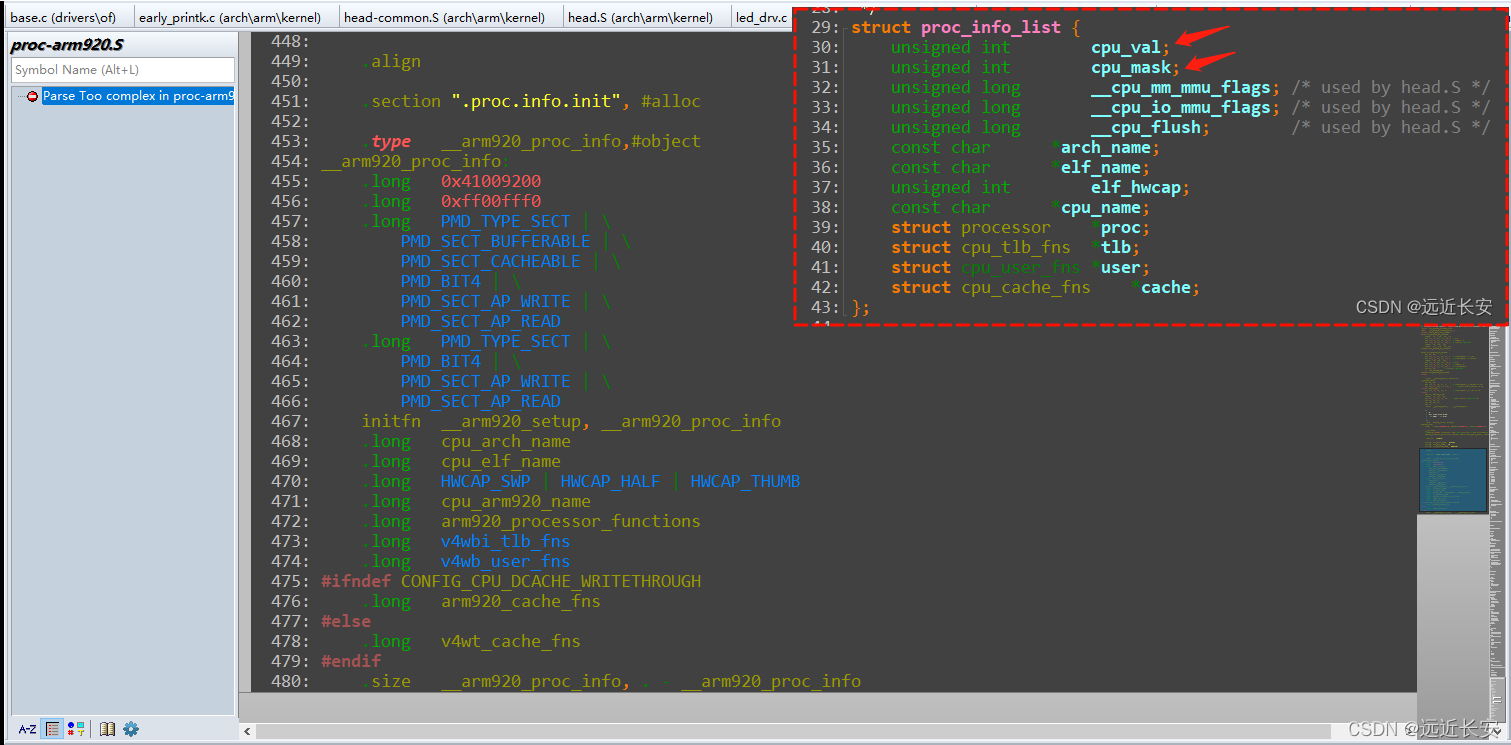 base.c (drivers\of) early_printk.c (arch\arm\kernel) head-common.S (arch\arm\kernel) head.S (arch\arm\kernel) led_drv.c
proc-arm920.S
Symbol Name (Alt+L)
Parse Too complex in proc-arm9
448:
449: .align
450:
451: .section ".proc.info.init", #alloc
452:
453: .type __arm920_proc_info,#object
454: __arm920_proc_info:
455: .long 0x41009200
456: .long 0xff00fff0
457: .long PMD_TYPE_SECT | \
458: PMD_SECT_BUFFERABLE | \
459: PMD_SECT_CACHEABLE | \
460: PMD_BIT4 | \
461: PMD_SECT_AP_WRITE | \
462: PMD_SECT_AP_READ
463: .long PMD_TYPE_SECT | \
464: PMD_BIT4 | \
465: PMD_SECT_AP_WRITE | \
466: PMD_SECT_AP_READ
467: initfn __arm920_setup, __arm920_proc_info
468: .long cpu_arch_name
469: .long cpu_elf_name
470: .long HWCAP_SWP | HWCAP_HALF | HWCAP_THUMB
471: .long cpu_arm920_name
472: .long arm920_processor_functions
473: .long v4wbi_tlb_fns
474: .long v4wb_user_fns
475: #ifndef CONFIG_CPU_DCACHE_WRITETHROUGH
476: .long arm920_cache_fns
477: #else
478: .long v4wt_cache_fns
479: #endif
480: .size __arm920_proc_info, . - __arm920_proc_info
29: struct proc_info_list {
30: unsigned int cpu_val;
31: unsigned int cpu_mask;
32: unsigned long __cpu_mm_mmu_flags; /* used by head.S */
33: unsigned long __cpu_io_mmu_flags; /* used by head.S */
34: unsigned long __cpu_flush; /* used by head.S */
35: const char *arch_name;
36: const char *elf_name;
37: unsigned int elf_hwcap;
38: const char *cpu_name;
39: struct processor *proc;
40: struct cpu_tlb_fns *tlb;
41: struct cpu_user_fns *user;
42: struct cpu_cache_fns *cache;
43: };
CSDN @远近长安
A-Z
CSDN @远近长安